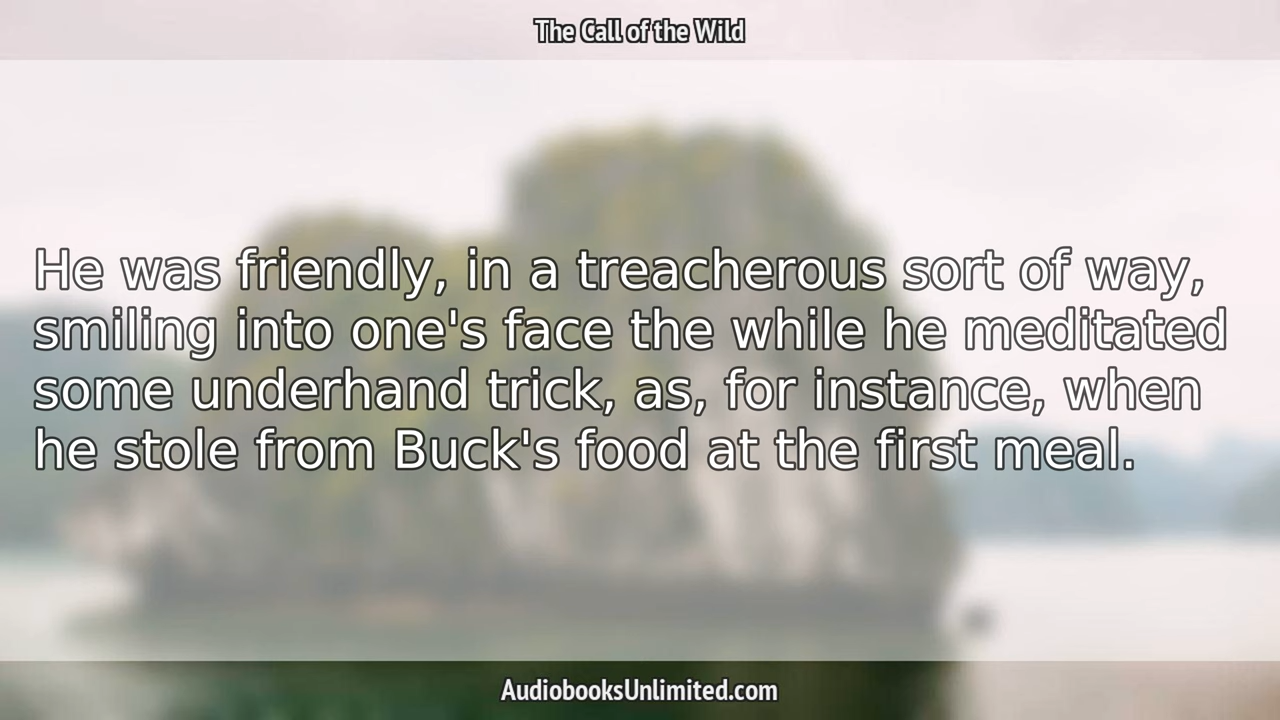 The Call of the Wild
He was friendly, in a treacherous sort of way,
smiling into one's face the while he meditated
some underhand trick, as, for instance, when
he stole from Buck's food at the first meal.
AudiobooksUnlimited.com